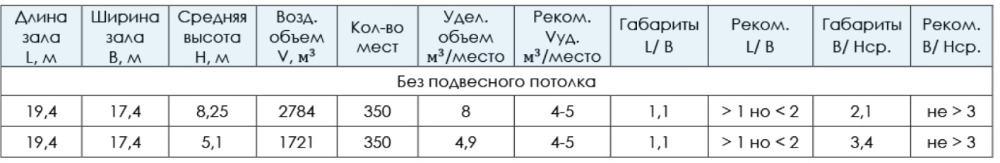 Длина зала L, м | Ширина зала B, м | Средняя высота H, м | Возд. объем V, м³ | Кол-во мест | Удел. объем м³/место | Реком. Vуд. м³/место | Габариты L/ B | Реком. L/ B | Габариты B/ Hср. | Реком. B/ Hср.
Без подвесного потолка
19,4 | 17,4 | 8,25 | 2784 | 350 | 8 | 4-5 | 1,1 | > 1 но < 2 | 2,1 | не > 3
19,4 | 17,4 | 5,1 | 1721 | 350 | 4,9 | 4-5 | 1,1 | > 1 но < 2 | 3,4 | не > 3